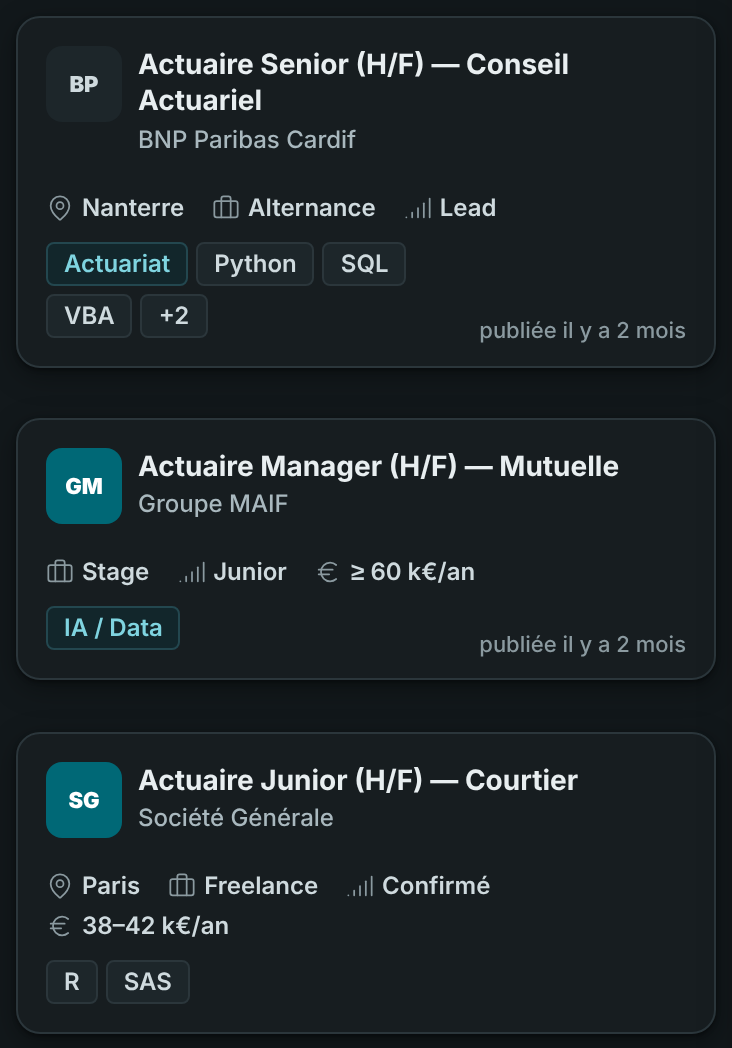 BP
Actuaire Senior (H/F) — Conseil
Actuariel
BNP Paribas Cardif
Nanterre Alternance Lead
Actuariat Python SQL
VBA +2
publiée il y a 2 mois
GM
Actuaire Manager (H/F) — Mutuelle
Groupe MAIF
Stage Junior € ≥ 60 k€/an
IA / Data
publiée il y a 2 mois
SG
Actuaire Junior (H/F) — Courtier
Société Générale
Paris Freelance Confirmé
€ 38–42 k€/an
R SAS